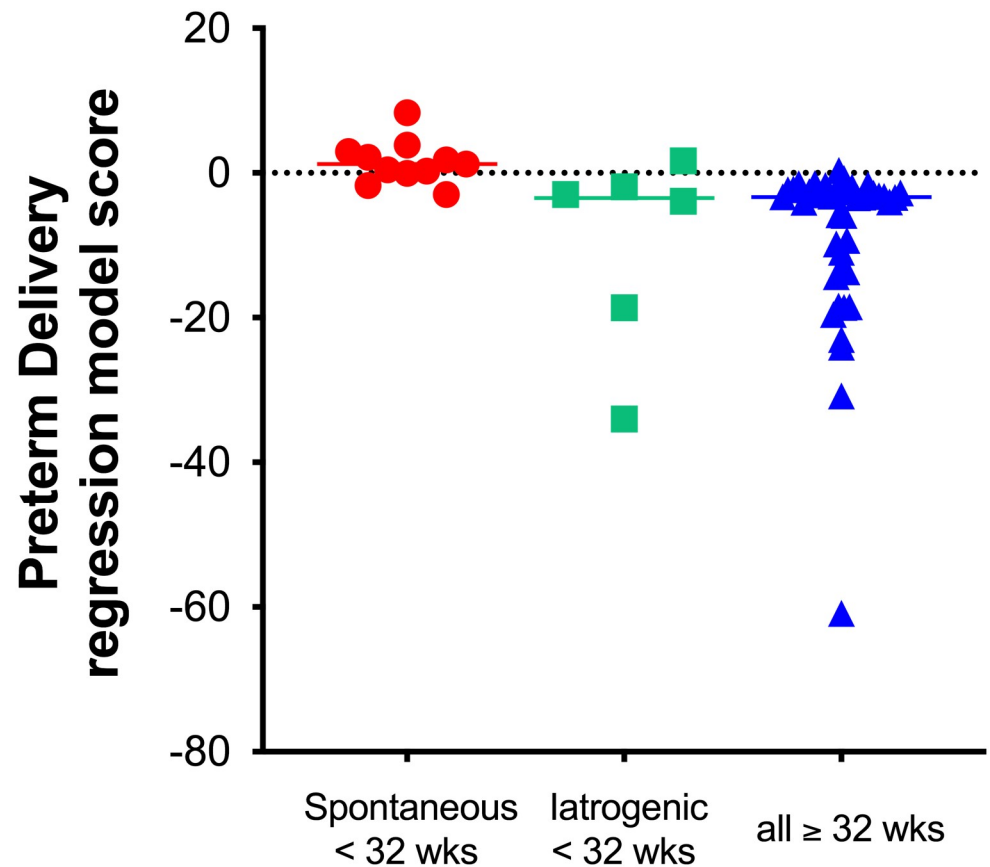 Preterm Delivery
regression model score
20
0
-20
-40
-60
-80
Spontaneous
< 32 wks
Iatrogenic
< 32 wks
all ≥ 32 wks